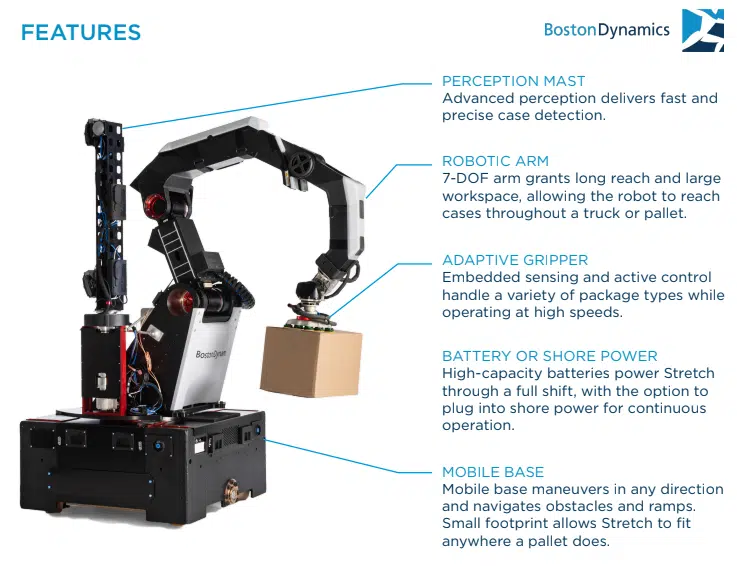 FEATURES
BostonDynamics
PERCEPTION MAST
Advanced perception delivers fast and
precise case detection.
ROBOTIC ARM
7-DOF arm grants long reach and large
workspace, allowing the robot to reach
cases throughout a truck or pallet.
ADAPTIVE GRIPPER
Embedded sensing and active control
handle a variety of package types while
operating at high speeds.
BostonDynam
BATTERY OR SHORE POWER
High-capacity batteries power Stretch
through a full shift, with the option to
plug into shore power for continuous
operation.
MOBILE BASE
Mobile base maneuvers in any direction
and navigates obstacles and ramps.
Small footprint allows Stretch to fit
anywhere a pallet does.